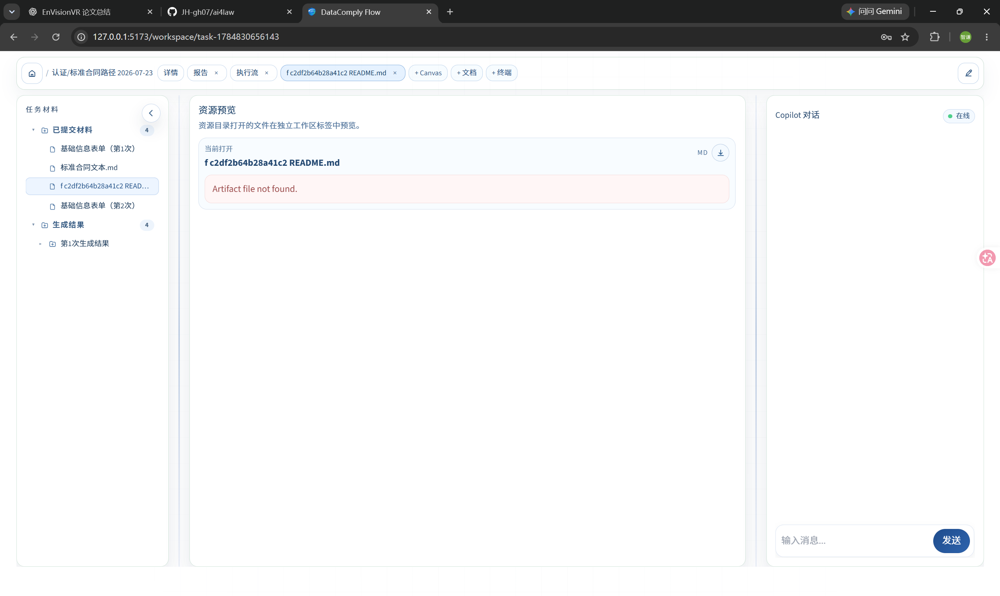 EnVisionVR 论文总结
JH-gh07/ai4law
DataComply Flow
问问 Gemini
127.0.0.1:5173/workspace/task-1784830656143
智谦
/ 认证/标准合同路径 2026-07-23
详情
报告 ×
执行流 ×
f c2df2b64b28a41c2 README.md ×
+ Canvas
+ 文档
+ 终端
任务材料
已提交材料 4
基础信息表单（第1次）
标准合同文本.md
f c2df2b64b28a41c2 READ...
基础信息表单（第2次）
生成结果 4
第1次生成结果
资源预览
资源目录打开的文件在独立工作区标签中预览。
当前打开
f c2df2b64b28a41c2 README.md
MD
Artifact file not found.
Copilot 对话
在线
输入消息...
发送